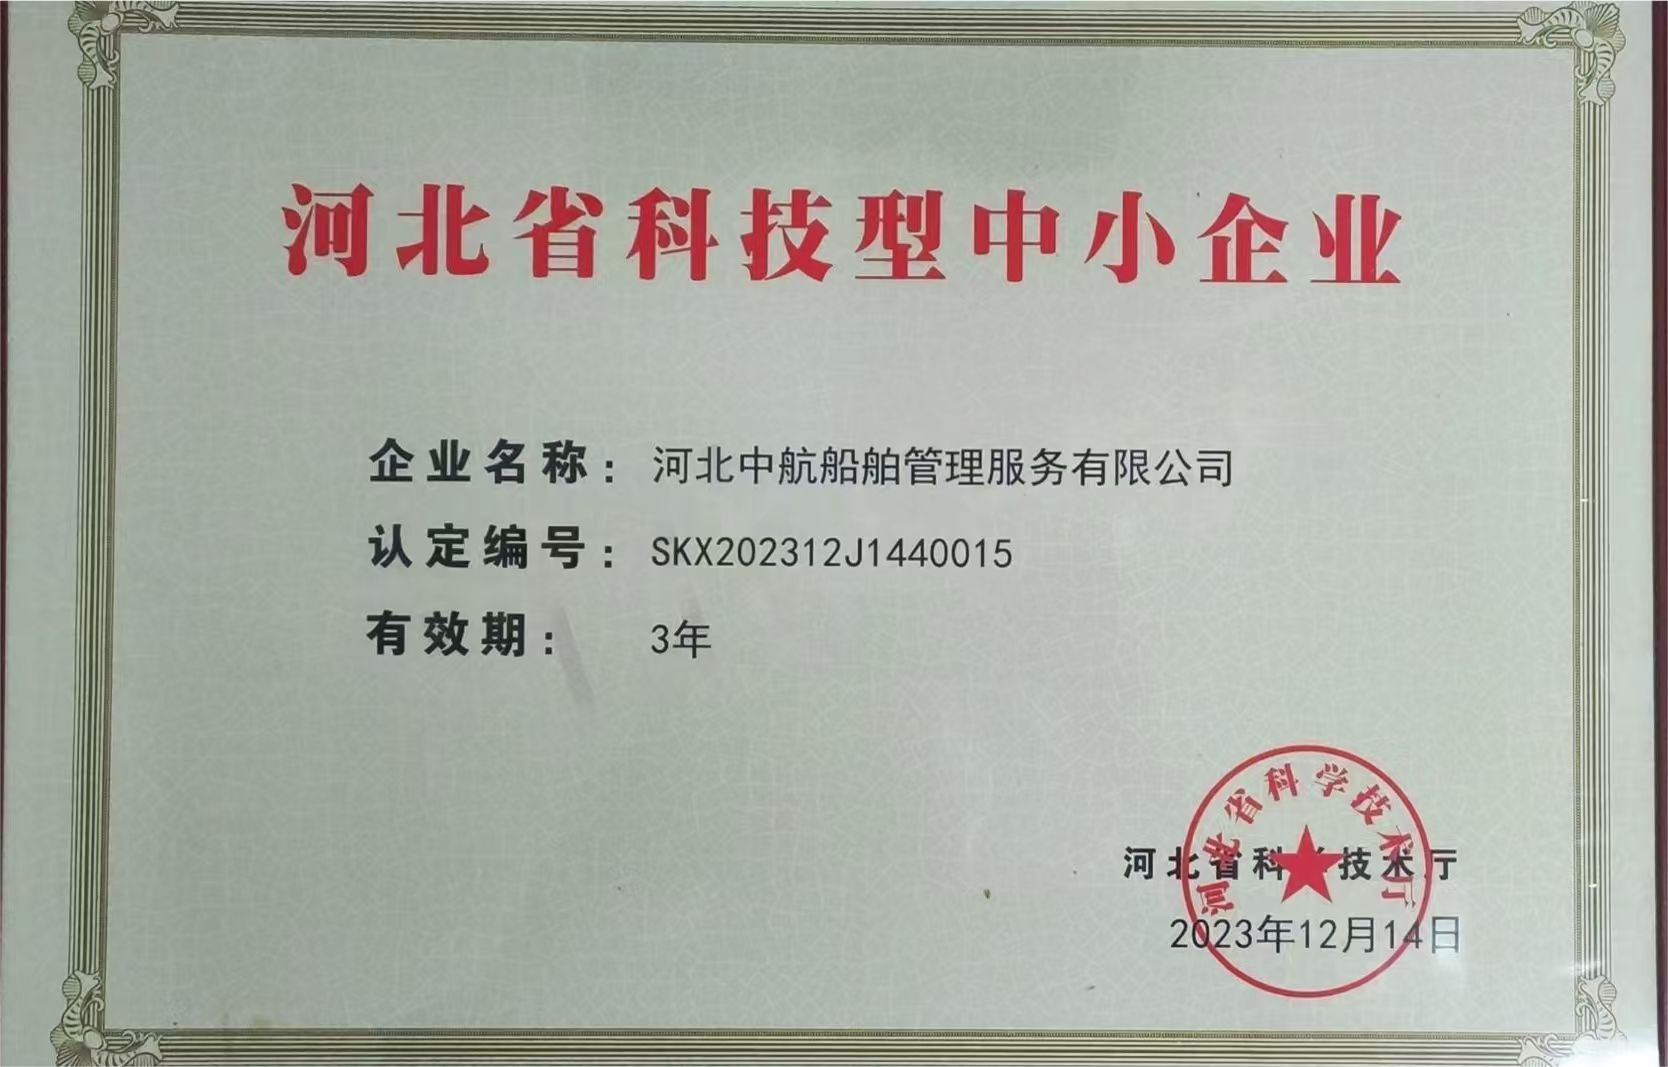 河北省科技型中小企业
企业名称：河北中航船舶管理服务有限公司
认定编号：SKX202312J1440015
有效期：3年
河北省科学技术厅
河北省科学技术厅
2023年12月14日